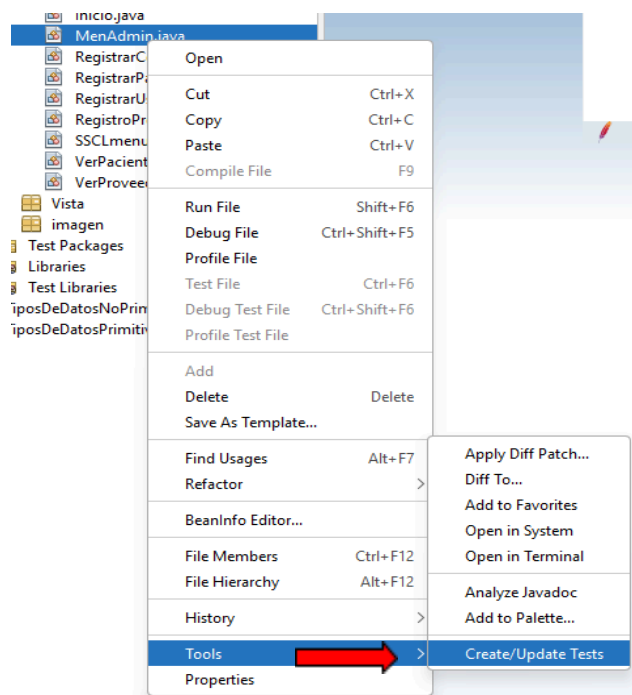 Inicio.java
MenAdmin.java
RegistrarC
RegistrarPa
RegistrarU
RegistroPr
SSCLmenu
VerPacient
VerProvee
Vista
imagen
Test Packages
Libraries
Test Libraries
iposDeDatosNoPrim
iposDeDatosPrimiti
Open
Cut Ctrl+X
Copy Ctrl+C
Paste Ctrl+V
Compile File F9
Run File Shift+F6
Debug File Ctrl+Shift+F5
Profile File
Test File Ctrl+F6
Debug Test File Ctrl+Shift+F6
Profile Test File
Add
Delete Delete
Save As Template...
Find Usages Alt+F7
Refactor >
BeanInfo Editor...
File Members Ctrl+F12
File Hierarchy Alt+F12
History >
Tools >
Properties
Apply Diff Patch...
Diff To...
Add to Favorites
Open in System
Open in Terminal
Analyze Javadoc
Add to Palette...
Create/Update Tests